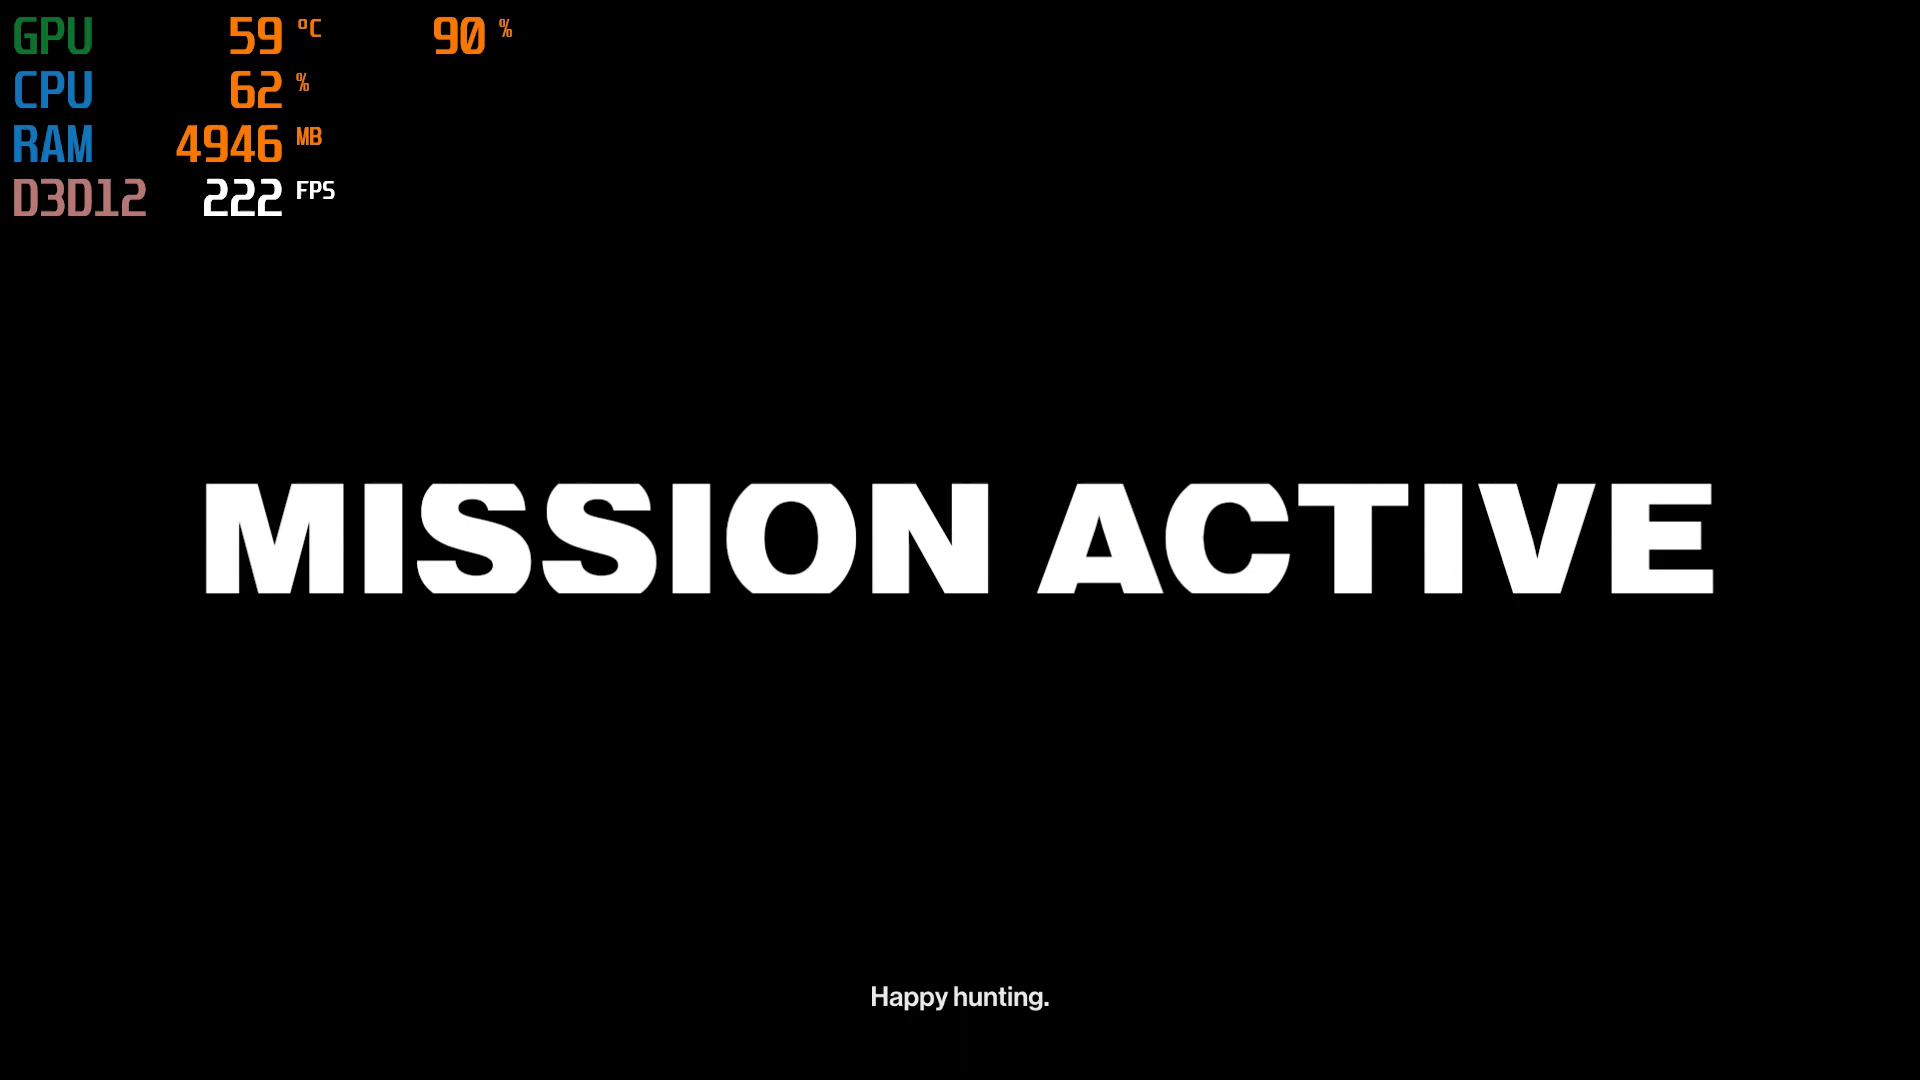 GPU 59 °C 90 %
CPU 62 %
RAM 4946 MB
D3D12 222 FPS
MISSION ACTIVE
Happy hunting.